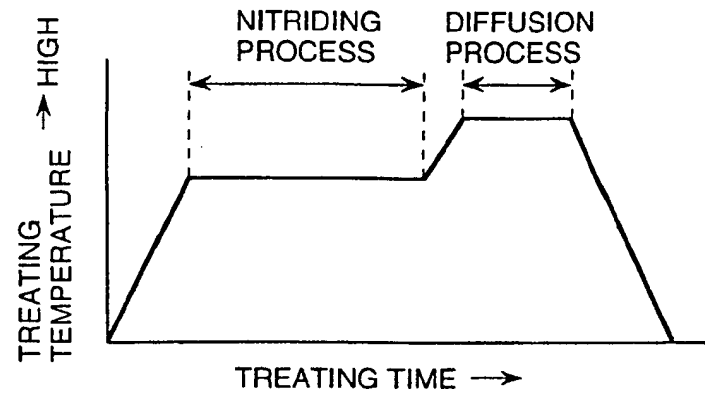 NITRIDING
PROCESS
DIFFUSION
PROCESS
TREATING
TEMPERATURE → HIGH
TREATING TIME →